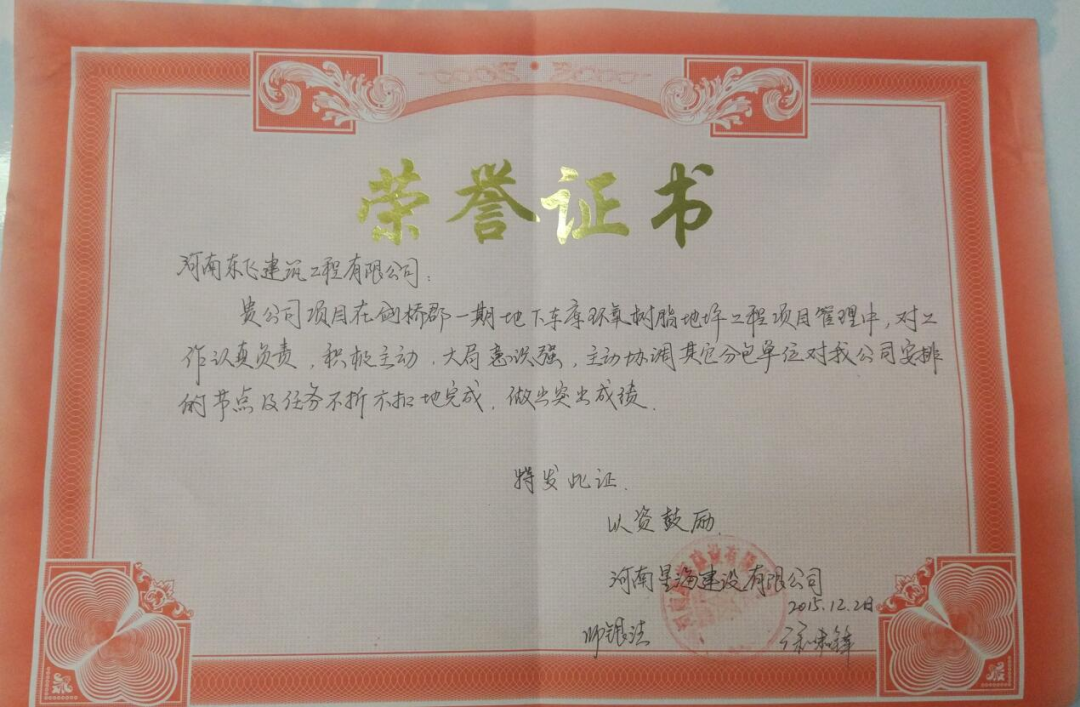 荣誉证书
河南东飞建筑工程有限公司:
贵公司项目在剑桥郡一期地下车库环氧树脂地坪工程项目管理中,对工
作认真负责,积极主动,大局意识强,主动协调其它分包单位对我公司安排
的节点及任务不折不扣地完成,做出突出成绩.
特发此证.
以资鼓励.
河南星海建设有限公司
2015.12.2日
师银法